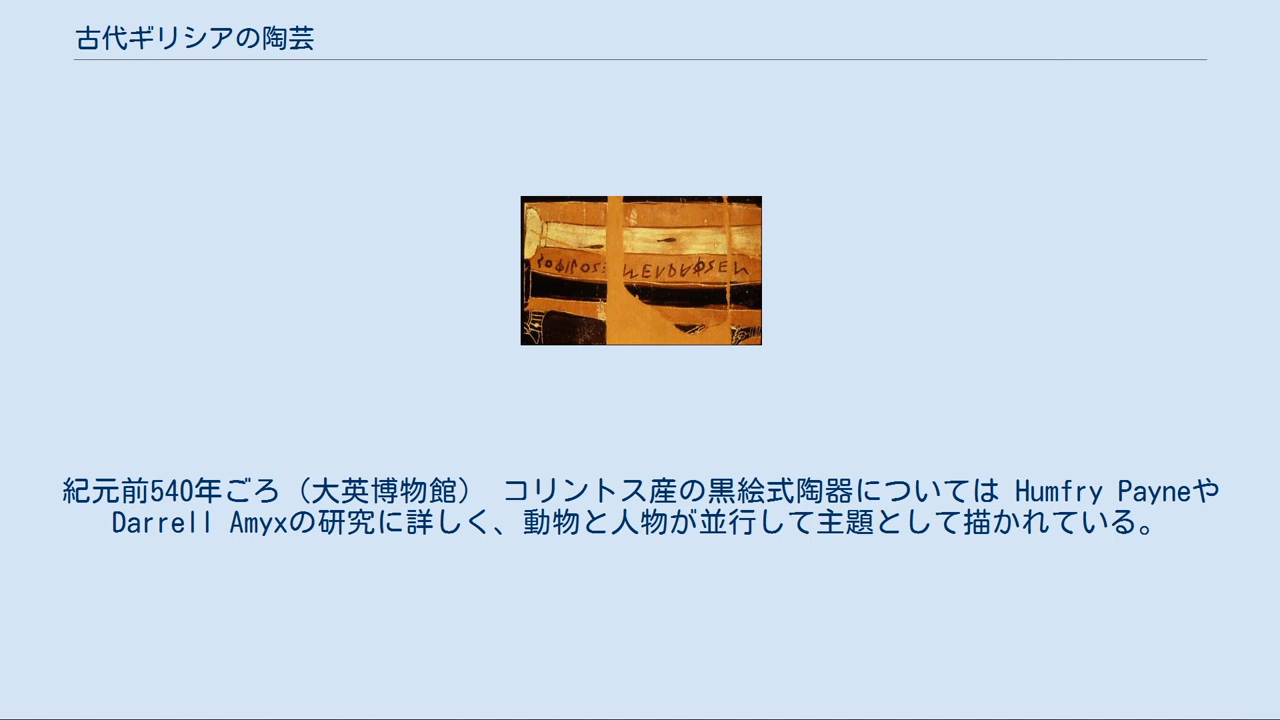 古代ギリシアの陶芸
紀元前540年ごろ（大英博物館） コリントス産の黒絵式陶器については Humfry Payneや
Darrell Amyxの研究に詳しく、動物と人物が並行して主題として描かれている。